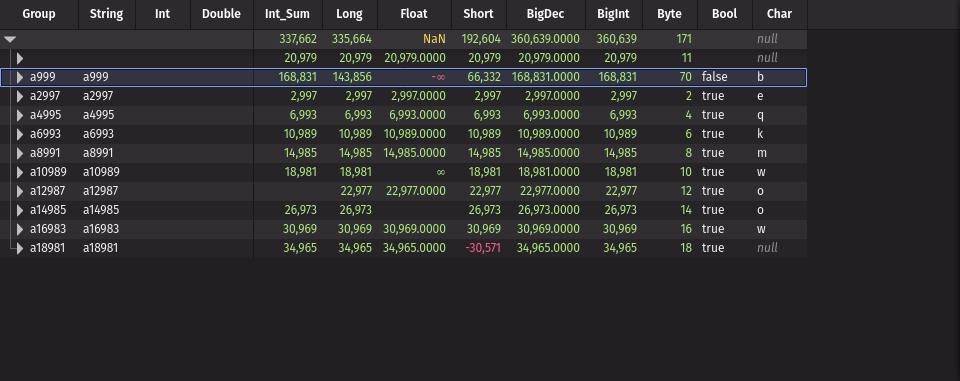 Group String Int Double Int_Sum Long Float Short BigDec BigInt Byte Bool Char
337,662 335,664 NaN 192,604 360,639.0000 360,639 171 null
20,979 20,979 20,979.0000 20,979 20,979.0000 20,979 11
a999 a999 168,831 143,856 -∞ 66,332 168,831.0000 168,831 70 false b
a2997 a2997 2,997 2,997 2,997.0000 2,997 2,997.0000 2,997 2 true e
a4995 a4995 6,993 6,993 6,993.0000 6,993 6,993.0000 6,993 4 true q
a6993 a6993 10,989 10,989 10,989.0000 10,989 10,989.0000 10,989 6 true k
a8991 a8991 14,985 14,985 14,985.0000 14,985 14,985.0000 14,985 8 true m
a10989 a10989 18,981 18,981 ∞ 18,981 18,981.0000 18,981 10 true w
a12987 a12987 22,977 22,977.0000 22,977 22,977.0000 22,977 12 true o
a14985 a14985 26,973 26,973 26,973 26,973.0000 26,973 14 true o
a16983 a16983 30,969 30,969 30,969.0000 30,969 30,969.0000 30,969 16 true w
a18981 a18981 34,965 34,965 34,965.0000 -30,571 34,965.0000 34,965 18 true null